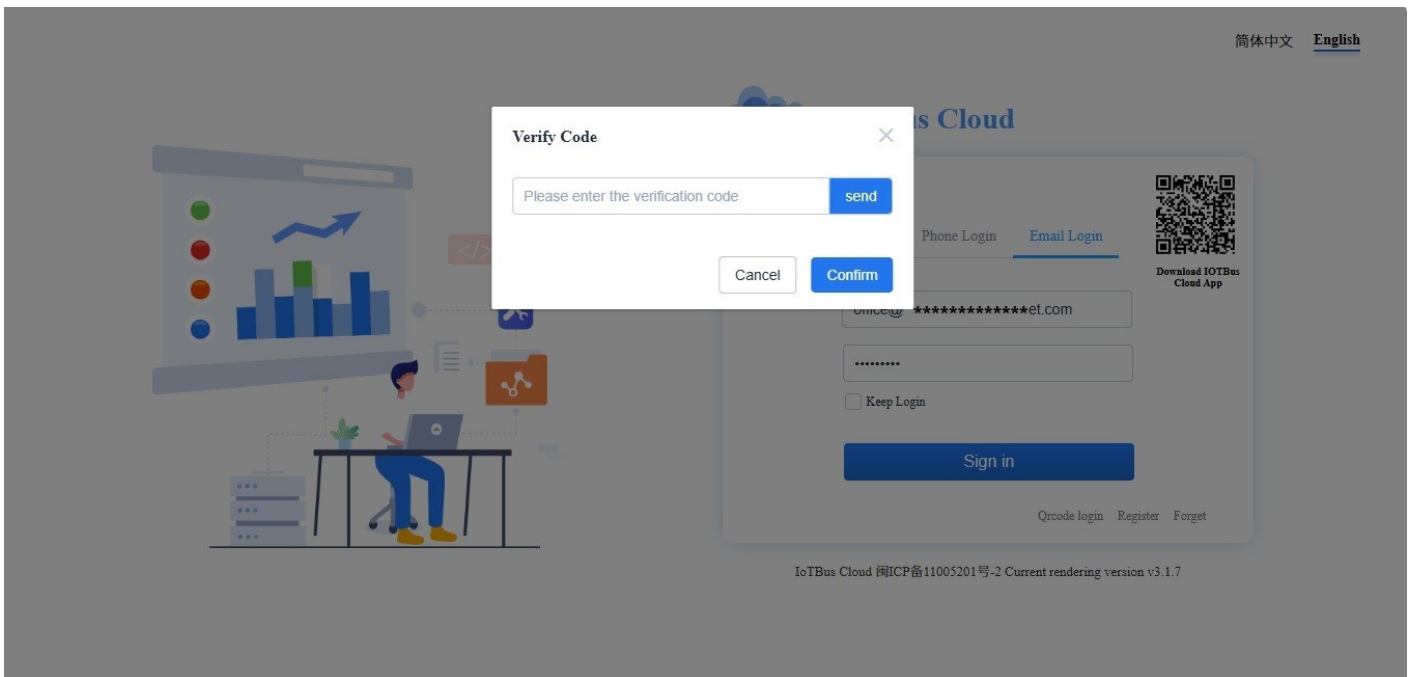 简体中文 English
s Cloud
Verify Code
Please enter the verification code send
Cancel Confirm
Phone Login Email Login
Download IOTBus
Cloud App
office@ **************et.com
Keep Login
Sign in
Qrcode login Register Forget
IoTBus Cloud 闽ICP备11005201号-2 Current rendering version v3.1.7